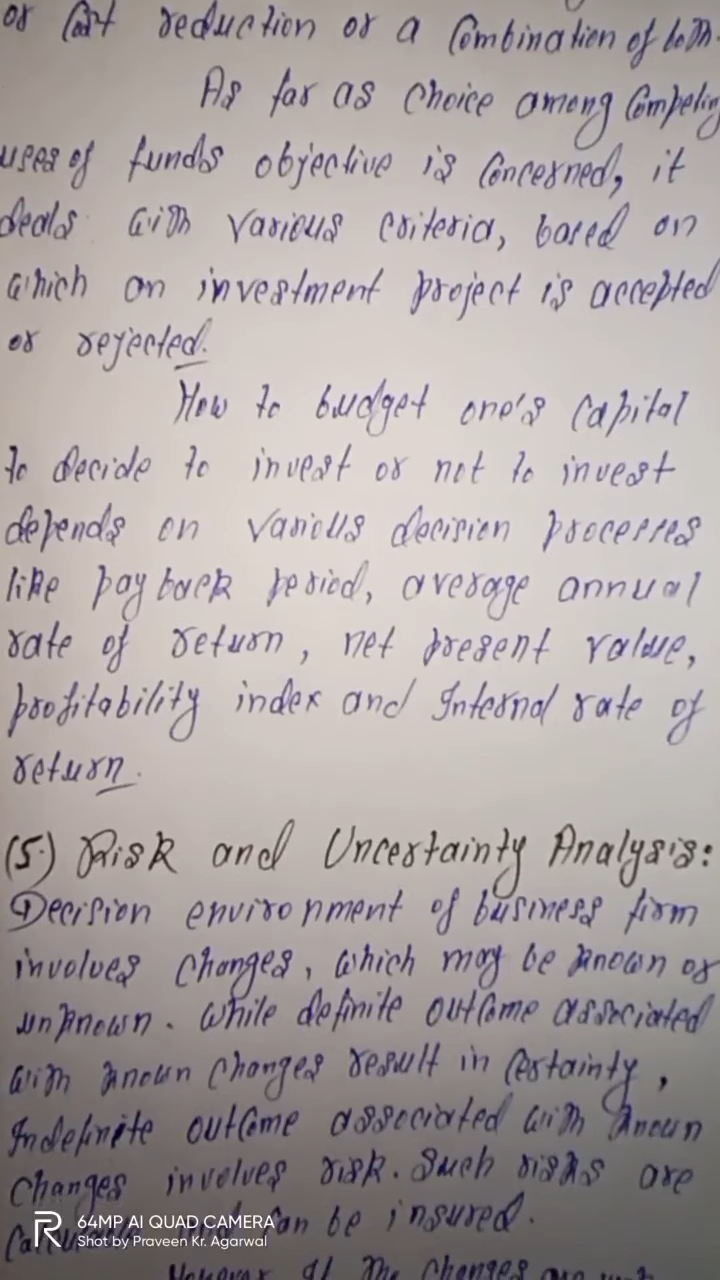 or Cost reduction or a Combination of both.
As far as Choice among Competing
uses of funds objective is Concerned, it
deals with various criteria, based on
which an investment project is accepted
or rejected.
How to budget one's Capital
to decide to invest or not to invest
depends on various decision processes
like pay back period, average annual
rate of return, net present value,
profitability index and Internal rate of
return.
(5.) Risk and Uncertainty Analysis:
Decision environment of business firm
involves Changes, which may be known or
unknown. While definite outcome associated
with known Changes result in Certainty,
Indefinite outcome associated with known
Changes involves risk. Such risks are
can be insured.
64MP AI QUAD CAMERA
Shot by Praveen Kr. Agarwal
However If The Changes are